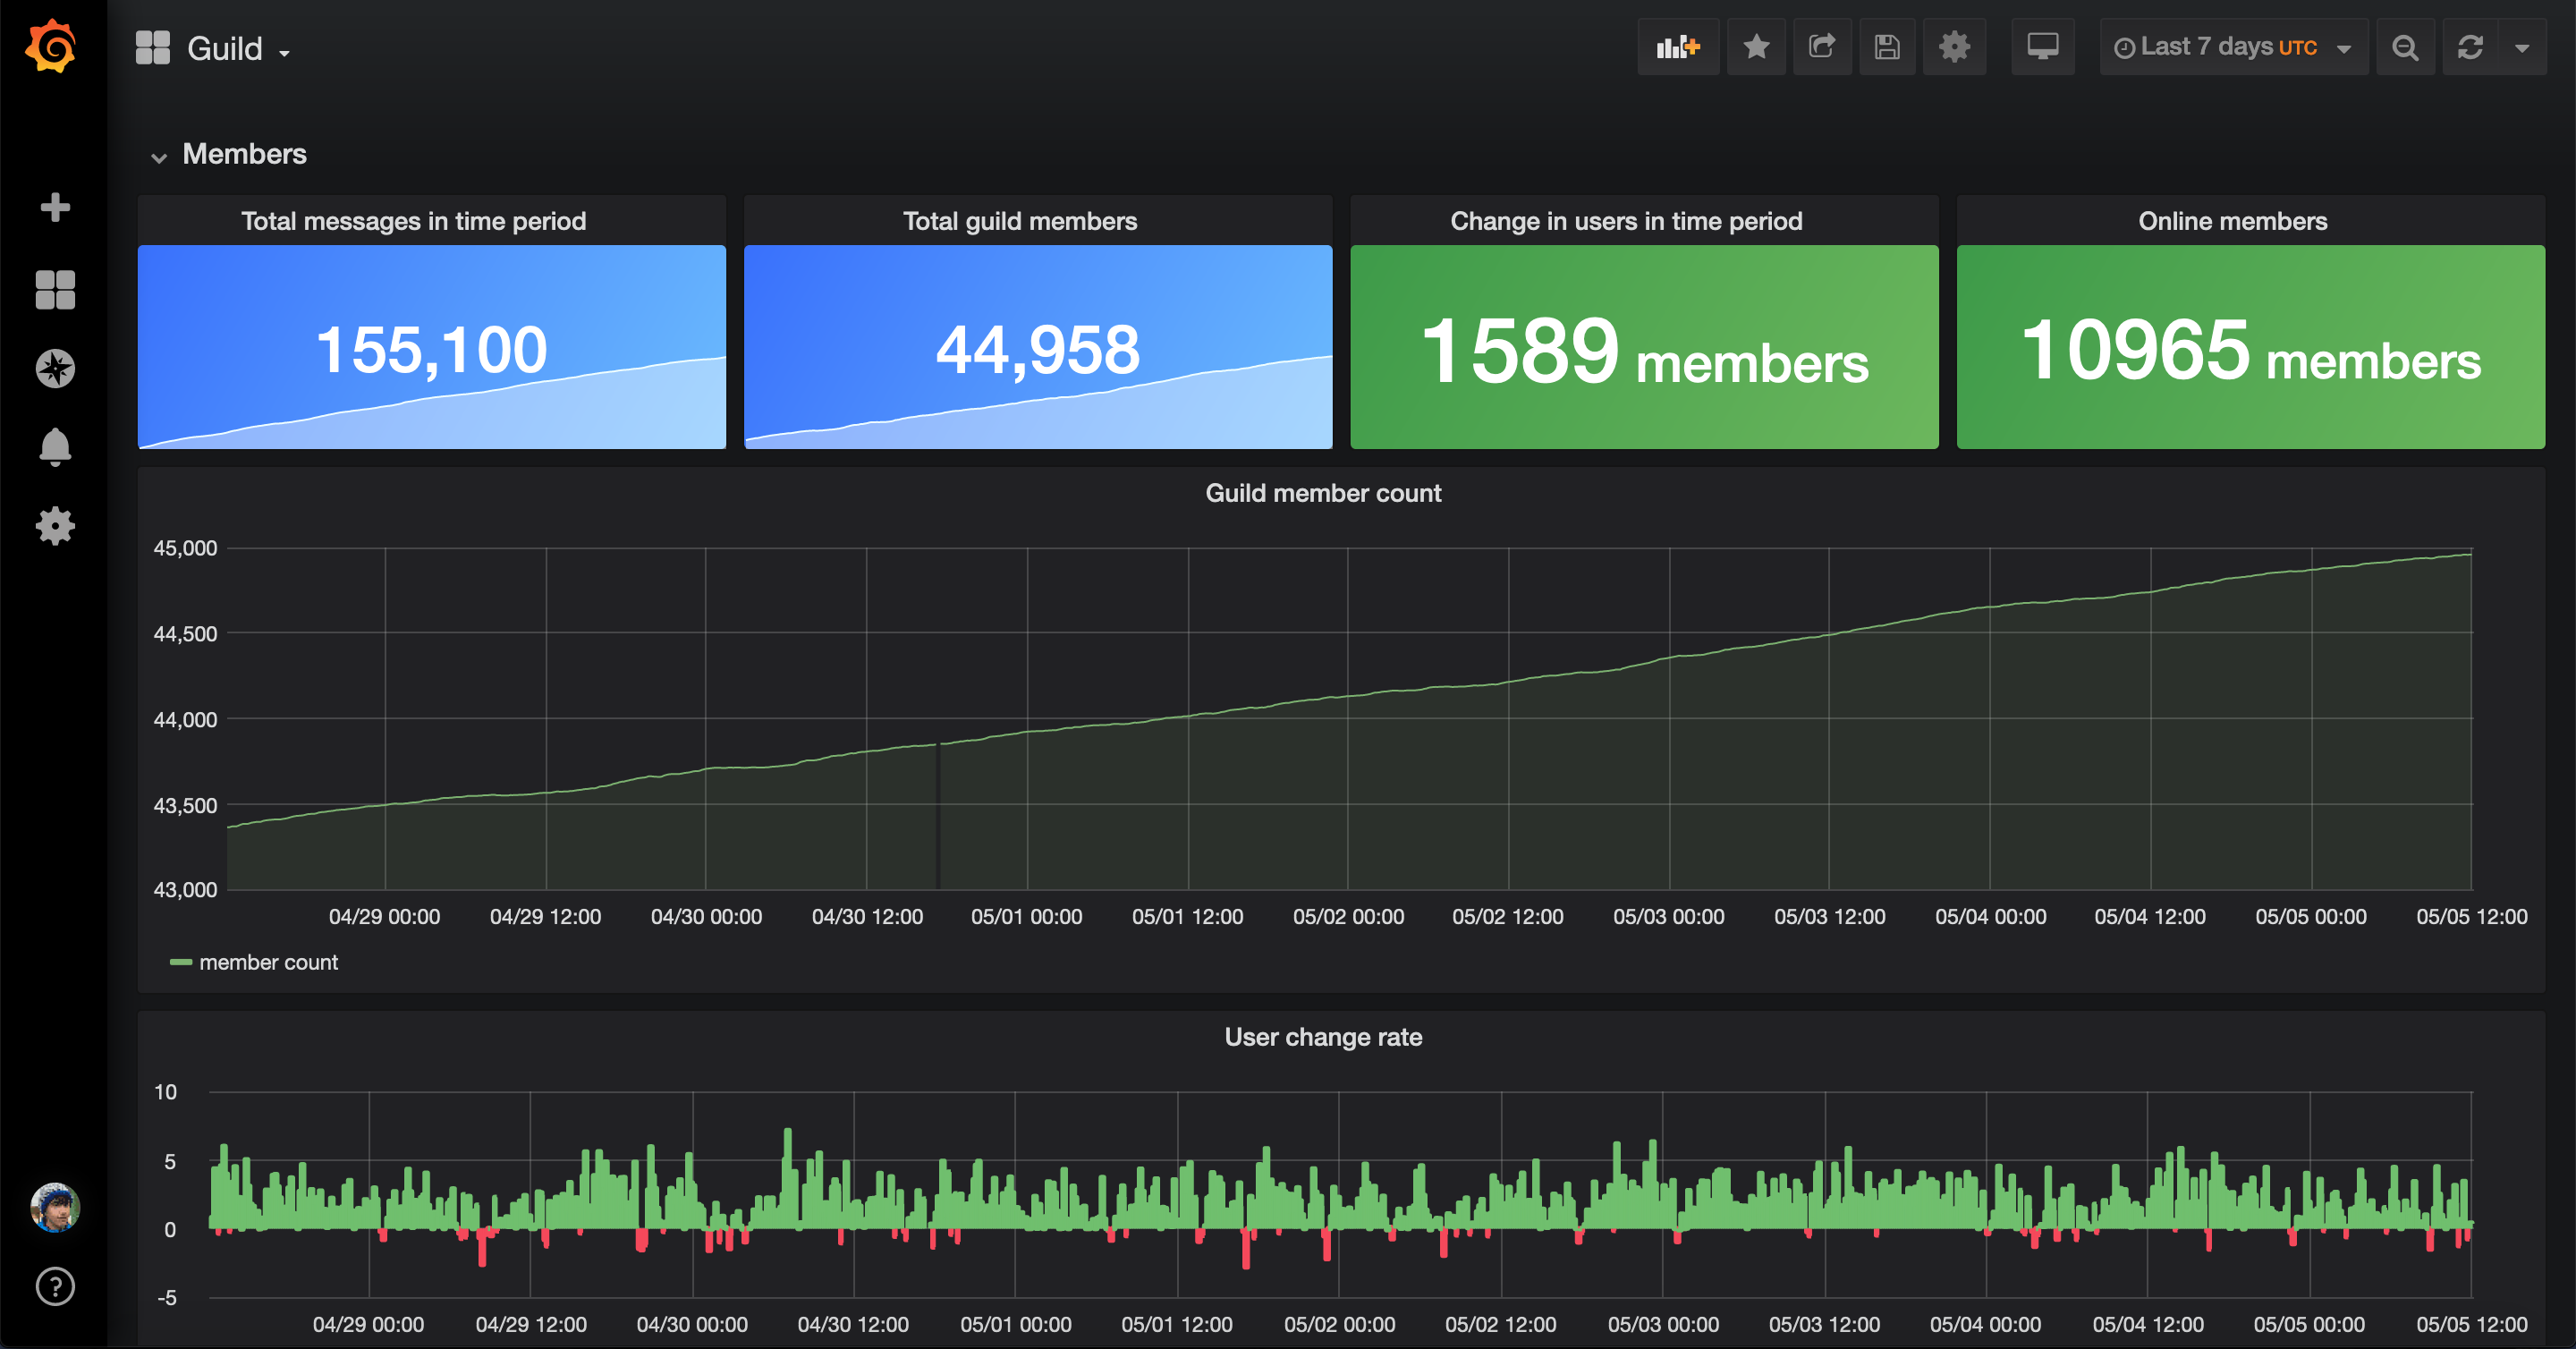 Guild
Last 7 days UTC
Members
Total messages in time period
155,100
Total guild members
44,958
Change in users in time period
1589 members
Online members
10965 members
Guild member count
45,000
44,500
44,000
43,500
43,000
04/29 00:00 04/29 12:00 04/30 00:00 04/30 12:00 05/01 00:00 05/01 12:00 05/02 00:00 05/02 12:00 05/03 00:00 05/03 12:00 05/04 00:00 05/04 12:00 05/05 00:00 05/05 12:00
member count
User change rate
10
5
0
-5
04/29 00:00 04/29 12:00 04/30 00:00 04/30 12:00 05/01 00:00 05/01 12:00 05/02 00:00 05/02 12:00 05/03 00:00 05/03 12:00 05/04 00:00 05/04 12:00 05/05 00:00 05/05 12:00